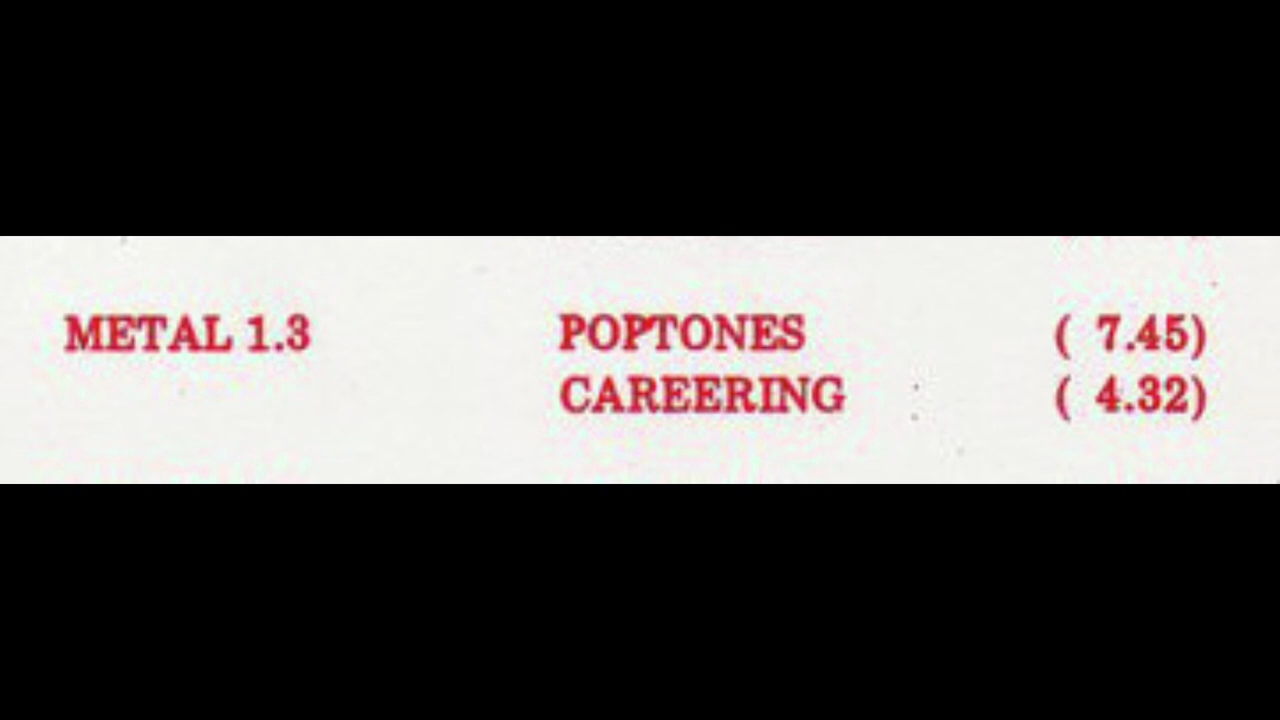 METAL 1.3 POPTONES ( 7.45)
CAREERING ( 4.32)